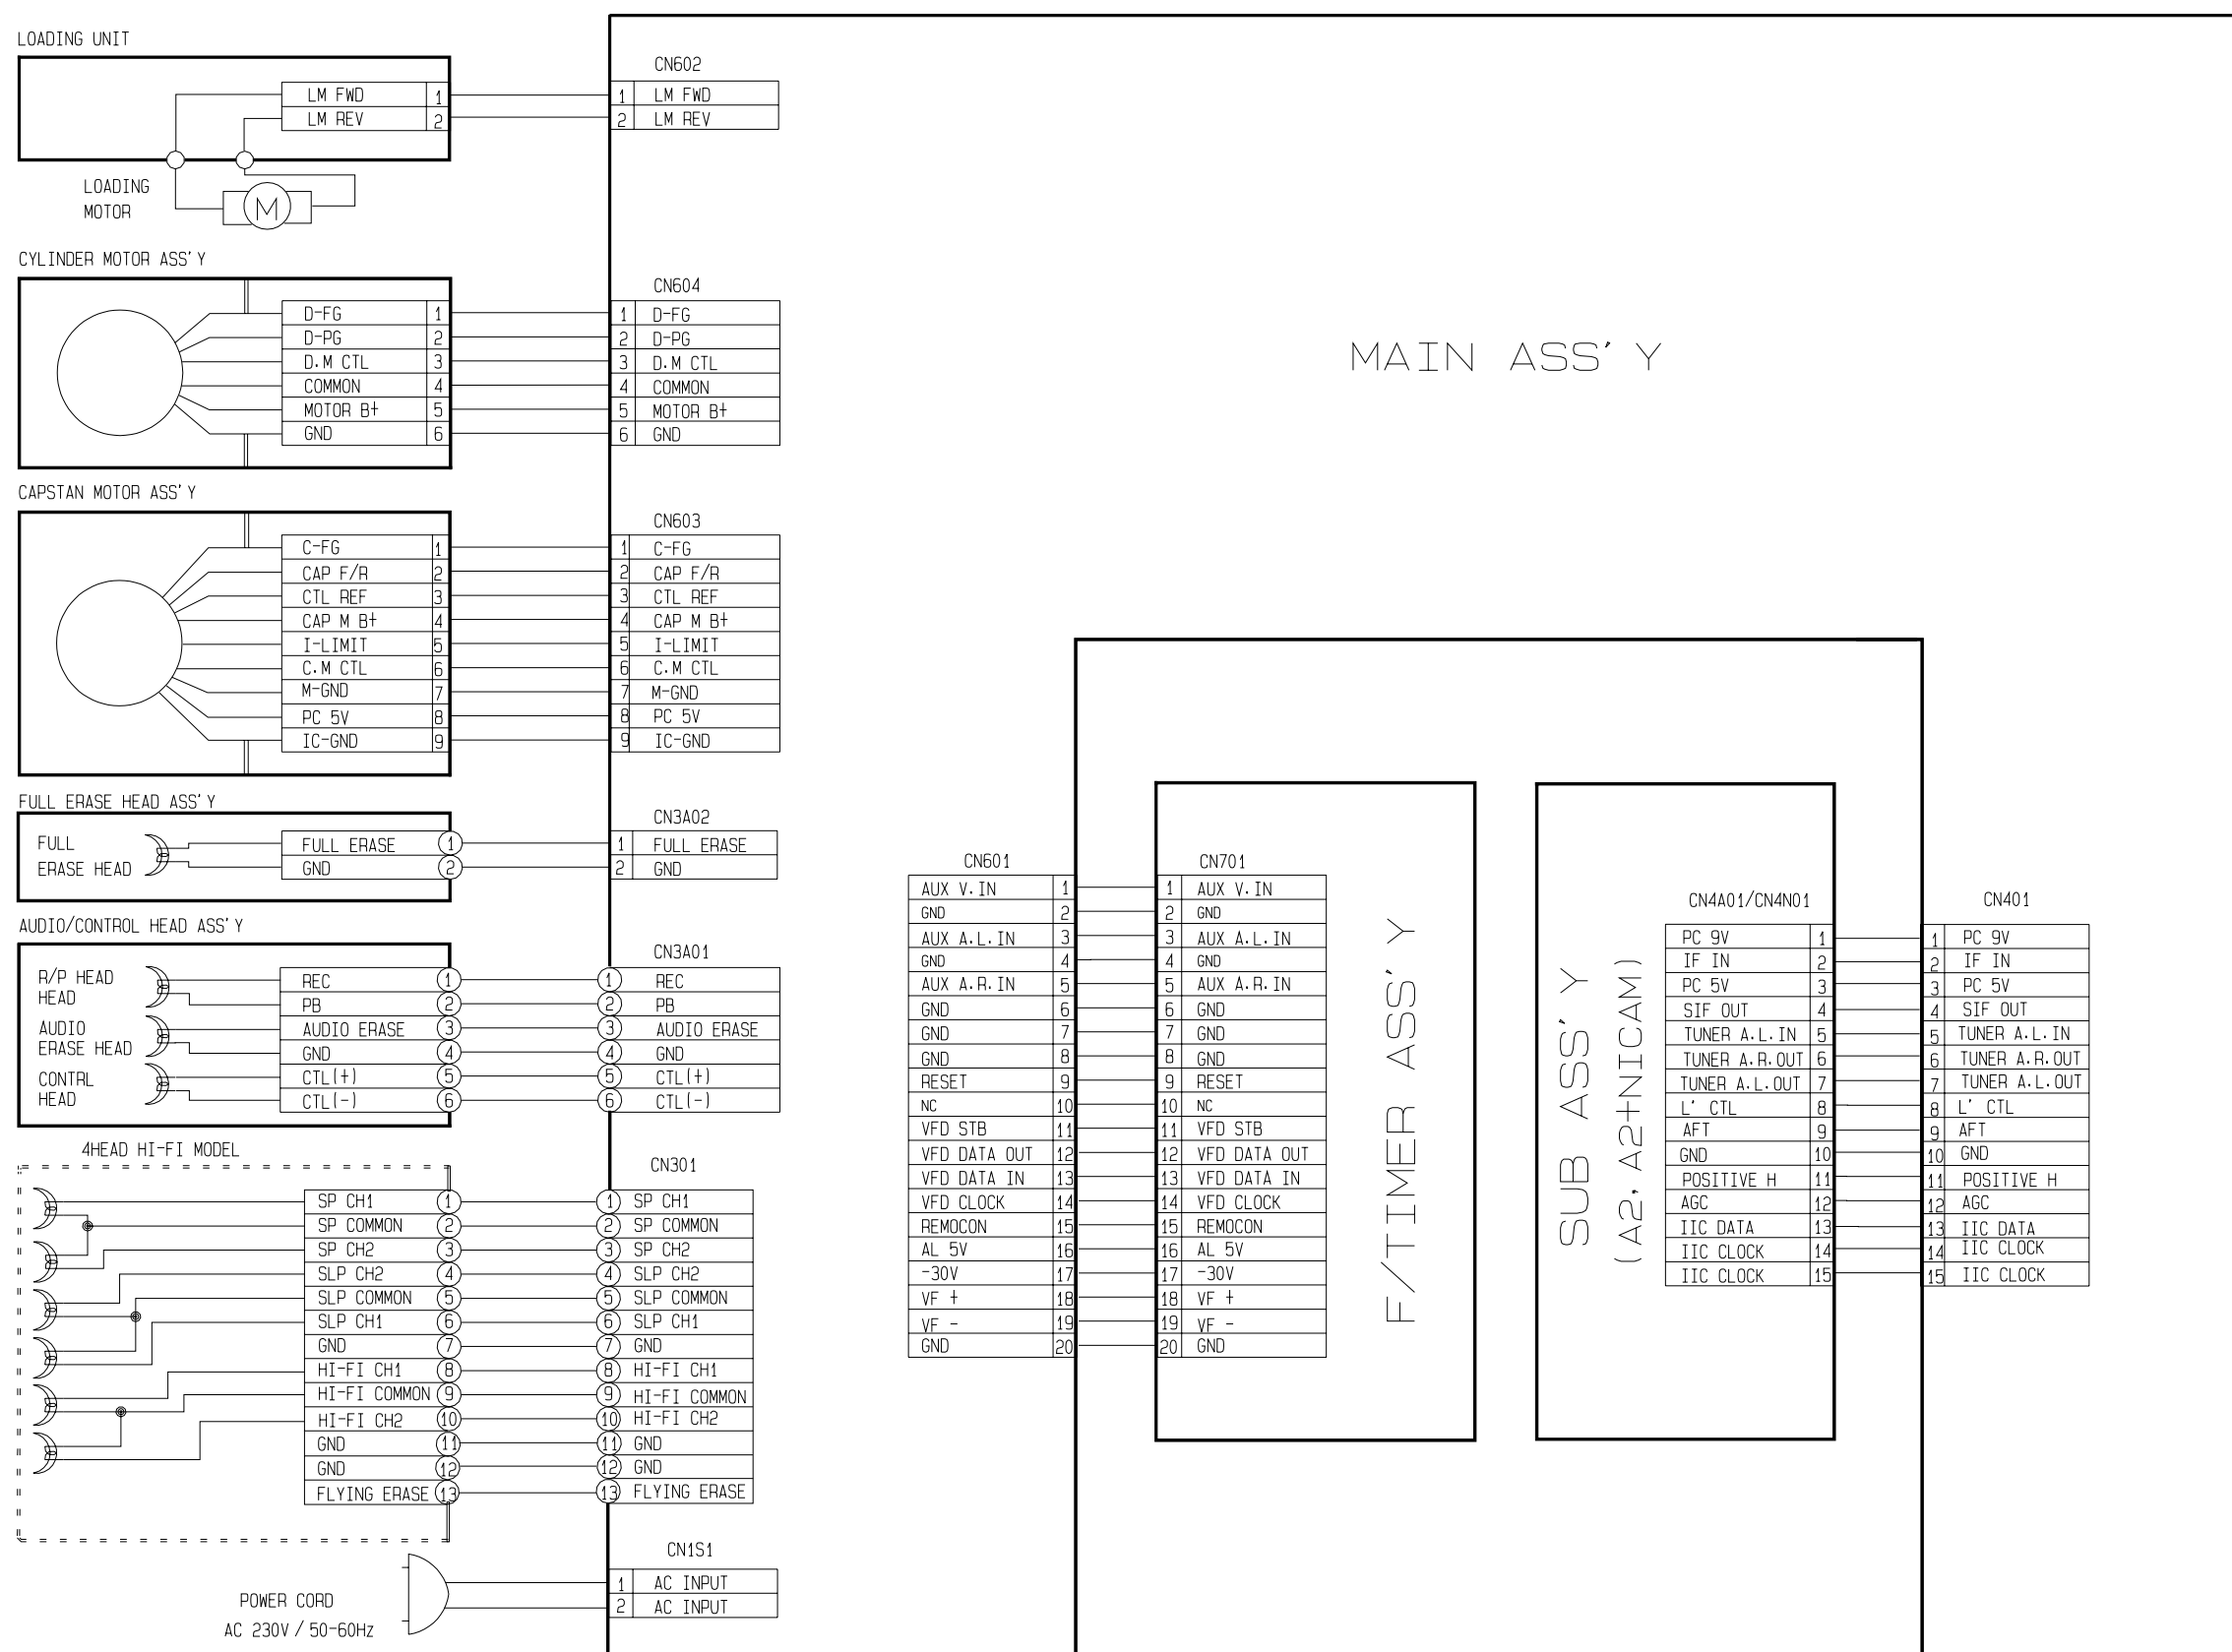 LOADING UNIT
LM FWD 1
LM REV 2
LOADING
MOTOR
M
CN602
1 LM FWD
2 LM REV
MAIN ASS'Y
CYLINDER MOTOR ASS'Y
D-FG 1
D-PG 2
D.M CTL 3
COMMON 4
MOTOR B+ 5
GND 6
CN604
1 D-FG
2 D-PG
3 D.M CTL
4 COMMON
5 MOTOR B+
6 GND
CAPSTAN MOTOR ASS'Y
C-FG 1
CAP F/R 2
CTL REF 3
CAP M B+ 4
I-LIMIT 5
C.M CTL 6
M-GND 7
PC 5V 8
IC-GND 9
CN603
1 C-FG
2 CAP F/R
3 CTL REF
4 CAP M B+
5 I-LIMIT
6 C.M CTL
7 M-GND
8 PC 5V
9 IC-GND
FULL ERASE HEAD ASS'Y
FULL
ERASE HEAD
FULL ERASE 1
GND 2
CN3A02
1 FULL ERASE
2 GND
AUDIO/CONTROL HEAD ASS'Y
R/P HEAD
HEAD
AUDIO
ERASE HEAD
CONTRL
HEAD
REC 1
PB 2
AUDIO ERASE 3
GND 4
CTL(+) 5
CTL(-) 6
CN3A01
1 REC
2 PB
3 AUDIO ERASE
4 GND
5 CTL(+)
6 CTL(-)
4HEAD HI-FI MODEL
SP CH1 1
SP COMMON 2
SP CH2 3
SLP CH2 4
SLP COMMON 5
SLP CH1 6
GND 7
HI-FI CH1 8
HI-FI COMMON 9
HI-FI CH2 10
GND 11
GND 12
FLYING ERASE 13
CN301
1 SP CH1
2 SP COMMON
3 SP CH2
4 SLP CH2
5 SLP COMMON
6 SLP CH1
7 GND
8 HI-FI CH1
9 HI-FI COMMON
10 HI-FI CH2
11 GND
12 GND
13 FLYING ERASE
POWER CORD
AC 230V / 50-60Hz
CN1S1
1 AC INPUT
2 AC INPUT
CN601
AUX V.IN 1
GND 2
AUX A.L.IN 3
GND 4
AUX A.R.IN 5
GND 6
GND 7
GND 8
RESET 9
NC 10
VFD STB 11
VFD DATA OUT 12
VFD DATA IN 13
VFD CLOCK 14
REMOCON 15
AL 5V 16
-30V 17
VF + 18
VF - 19
GND 20
CN701
1 AUX V.IN
2 GND
3 AUX A.L.IN
4 GND
5 AUX A.R.IN
6 GND
7 GND
8 GND
9 RESET
10 NC
11 VFD STB
12 VFD DATA OUT
13 VFD DATA IN
14 VFD CLOCK
15 REMOCON
16 AL 5V
17 -30V
18 VF +
19 VF -
20 GND
F/TIMER ASS'Y
SUB ASS'Y
(A2, A2+NICAM)
CN4A01/CN4N01
PC 9V 1
IF IN 2
PC 5V 3
SIF OUT 4
TUNER A.L.IN 5
TUNER A.R.OUT 6
TUNER A.L.OUT 7
L' CTL 8
AFT 9
GND 10
POSITIVE H 11
AGC 12
IIC DATA 13
IIC CLOCK 14
IIC CLOCK 15
CN401
1 PC 9V
2 IF IN
3 PC 5V
4 SIF OUT
5 TUNER A.L.IN
6 TUNER A.R.OUT
7 TUNER A.L.OUT
8 L' CTL
9 AFT
10 GND
11 POSITIVE H
12 AGC
13 IIC DATA
14 IIC CLOCK
15 IIC CLOCK